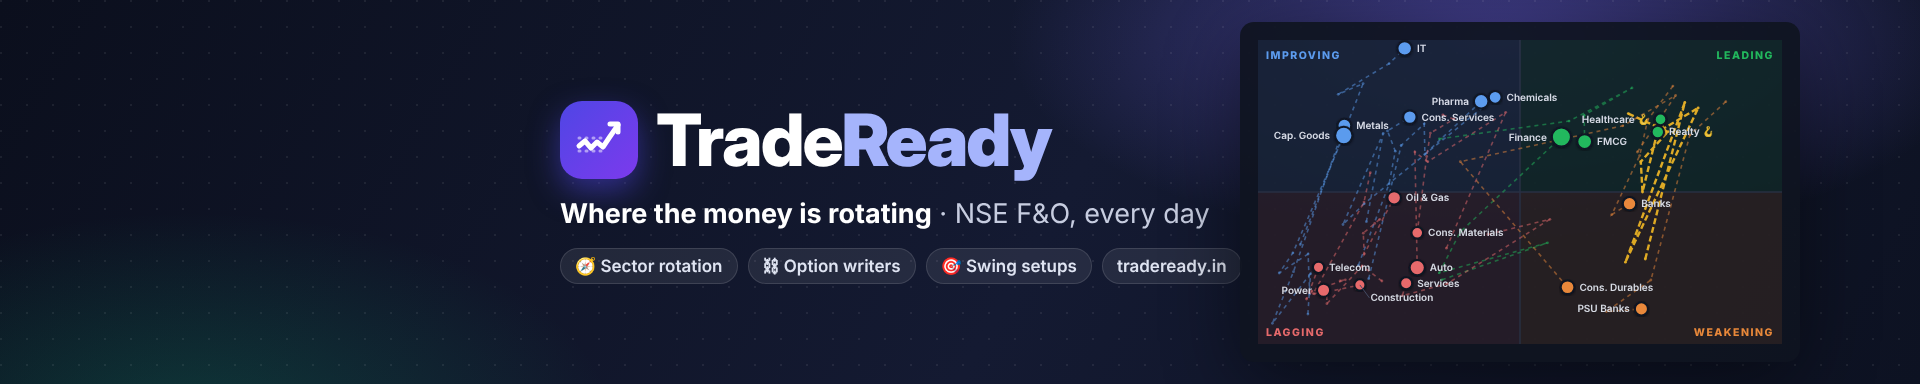 TradeReady
Where the money is rotating · NSE F&O, every day
Sector rotation
Option writers
Swing setups
tradeready.in
IMPROVING
LEADING
IT
Pharma
Chemicals
Cons. Services
Metals
Cap. Goods
Healthcare
Realty
Finance
FMCG
Oil & Gas
Banks
Cons. Materials
Telecom
Auto
Services
Power
Construction
Cons. Durables
PSU Banks
LAGGING
WEAKENING